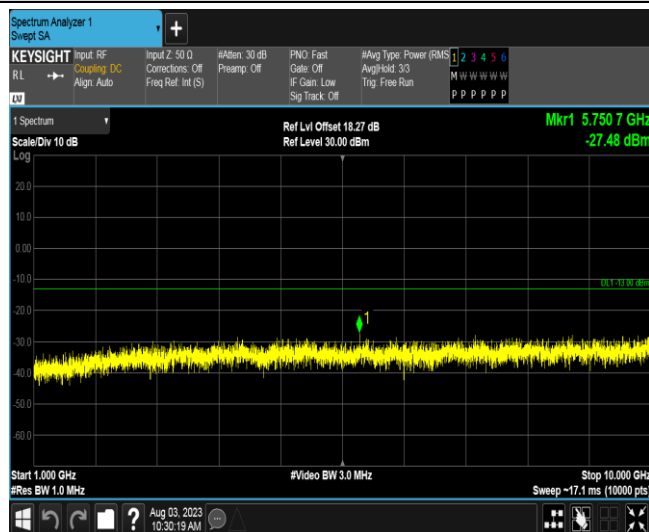 Spectrum Analyzer 1
Swept SA
KEYSIGHT
RL
LXI
Input: RF
Coupling: DC
Align: Auto
Input Z: 50 Ω
Corrections: Off
Freq Ref: Int (S)
#Atten: 30 dB
Preamp: Off
PNO: Fast
Gate: Off
IF Gain: Low
Sig Track: Off
#Avg Type: Power (RMS
Avg|Hold: 3/3
Trig: Free Run
1 2 3 4 5 6
M W W W W W
P P P P P P
1 Spectrum
Scale/Div 10 dB
Log
Ref Lvl Offset 18.27 dB
Ref Level 30.00 dBm
Mkr1 5.750 7 GHz
-27.48 dBm
20.0
10.0
0.00
-10.0
DL1 -13.00 dBm
-20.0
1
-30.0
-40.0
-50.0
-60.0
Start 1.000 GHz
#Res BW 1.0 MHz
#Video BW 3.0 MHz
Stop 10.000 GHz
Sweep ~17.1 ms (10000 pts)
?
Aug 03, 2023
10:30:19 AM